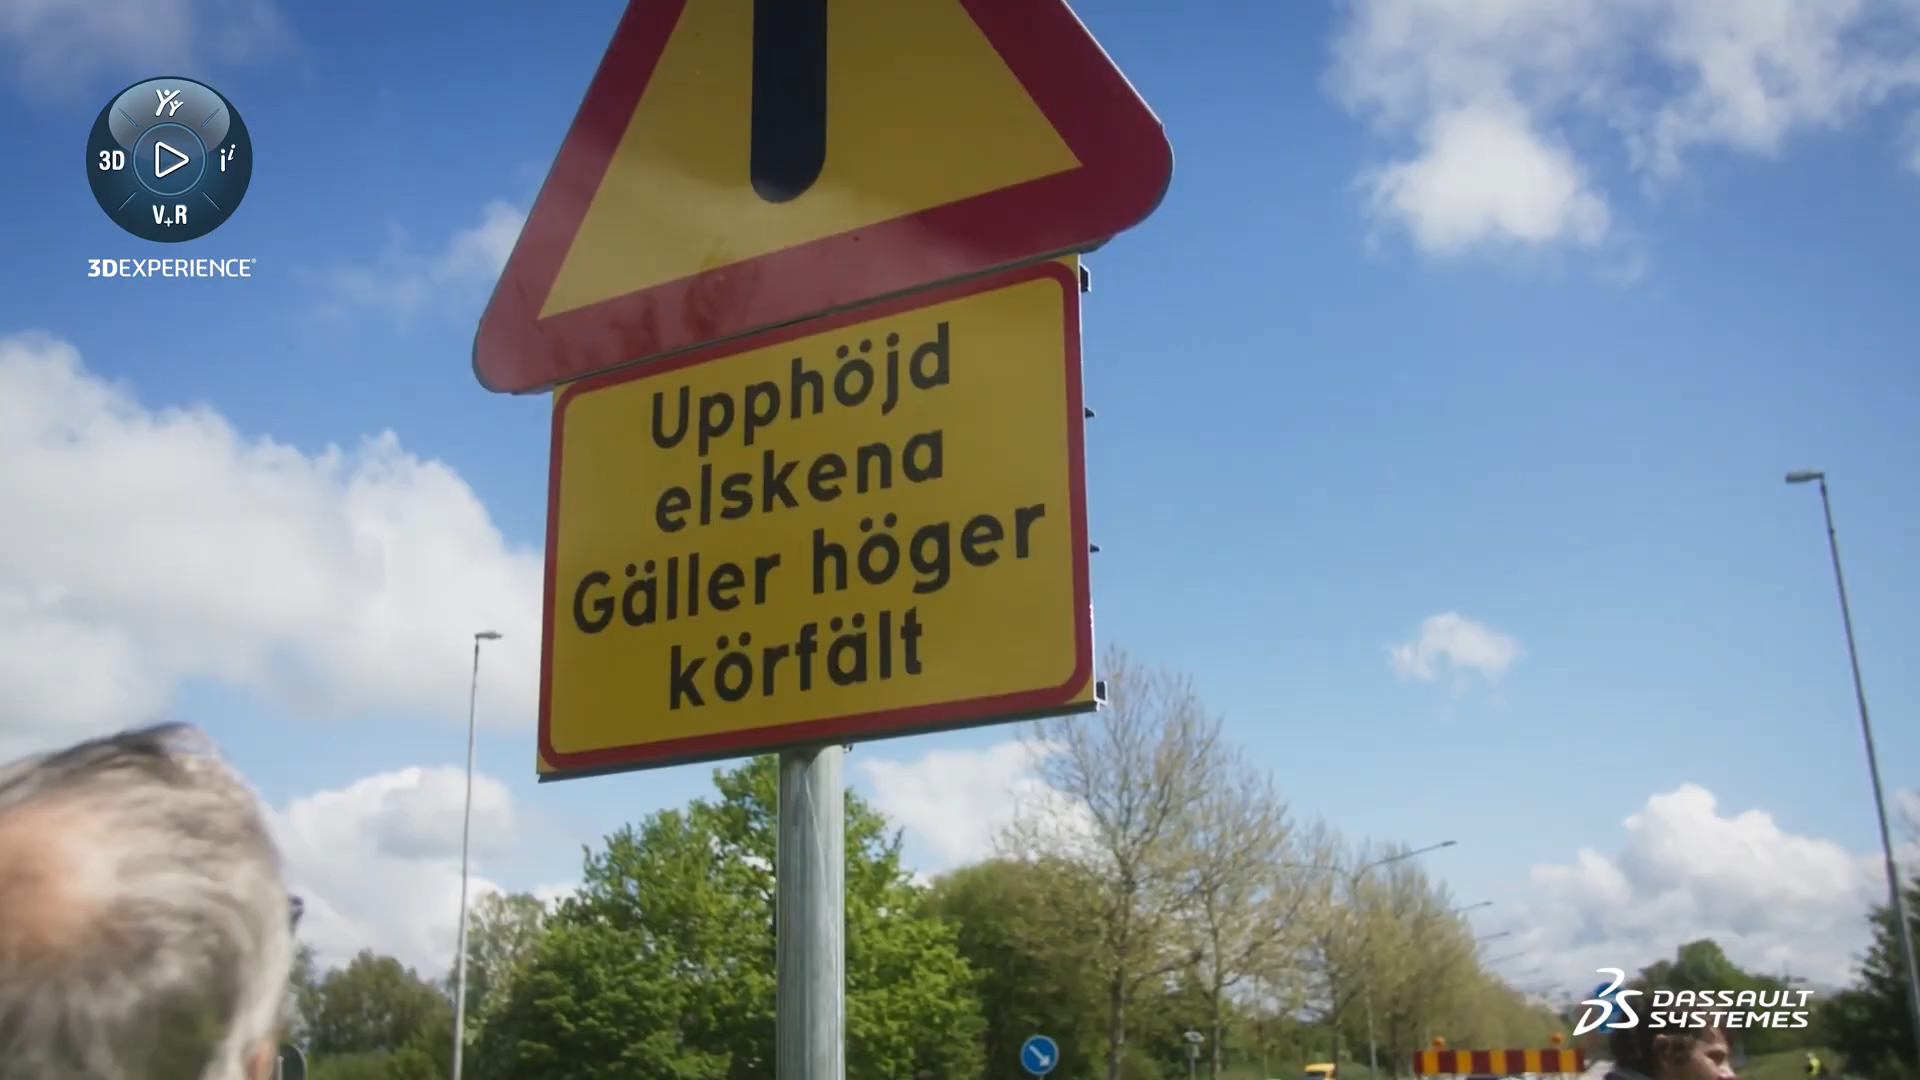 3D
V+R
3DEXPERIENCE®
Upphöjd
elskena
Gäller höger
körfält
DASSAULT
SYSTEMES